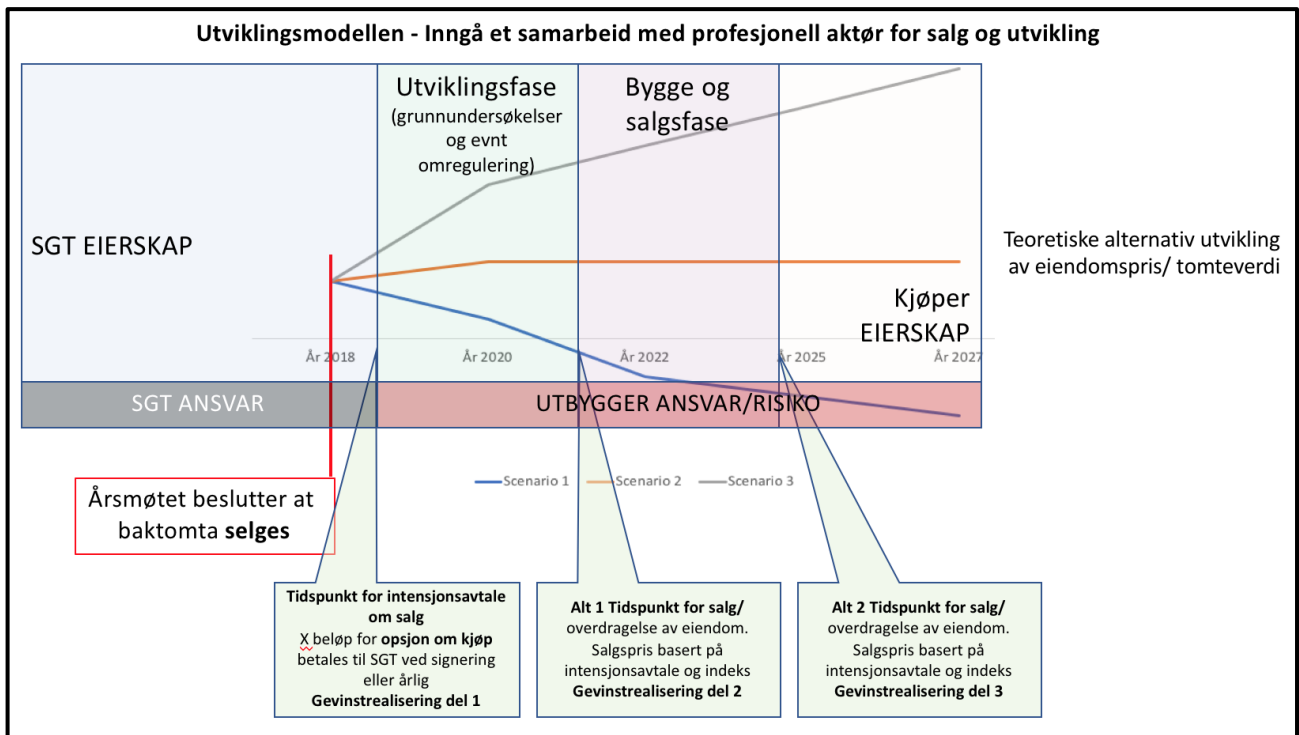 Utviklingsmodellen - Inngå et samarbeid med profesjonell aktør for salg og utvikling
Utviklingsfase
(grunnundersøkelser
og evnt
omregulering)
Bygge og
salgsfase
SGT EIERSKAP
Teoretiske alternativ utvikling
av eiendomspris/ tomteverdi
Kjøper
EIERSKAP
År 2018
År 2020
År 2022
År 2025
År 2027
SGT ANSVAR
UTBYGGER ANSVAR/RISIKO
Scenario 1
Scenario 2
Scenario 3
Årsmøtet beslutter at
baktomta selges
Tidspunkt for intensjonsavtale
om salg
X beløp for opsjon om kjøp
betales til SGT ved signering
eller årlig
Gevinstrealisering del 1
Alt 1 Tidspunkt for salg/
overdragelse av eiendom.
Salgspris basert på
intensjonsavtale og indeks
Gevinstrealisering del 2
Alt 2 Tidspunkt for salg/
overdragelse av eiendom.
Salgspris basert på
intensjonsavtale og indeks
Gevinstrealisering del 3